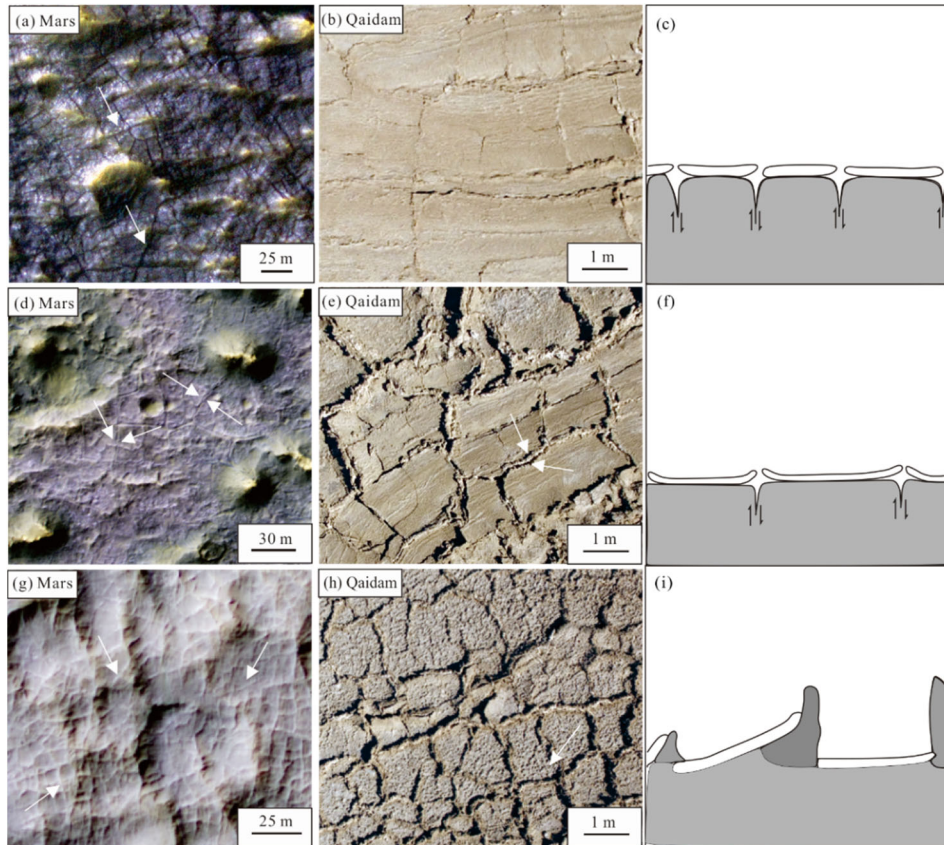 (a) Mars
25 m
(b) Qaidam
1 m
(c)
(d) Mars
30 m
(e) Qaidam
1 m
(f)
(g) Mars
25 m
(h) Qaidam
1 m
(i)